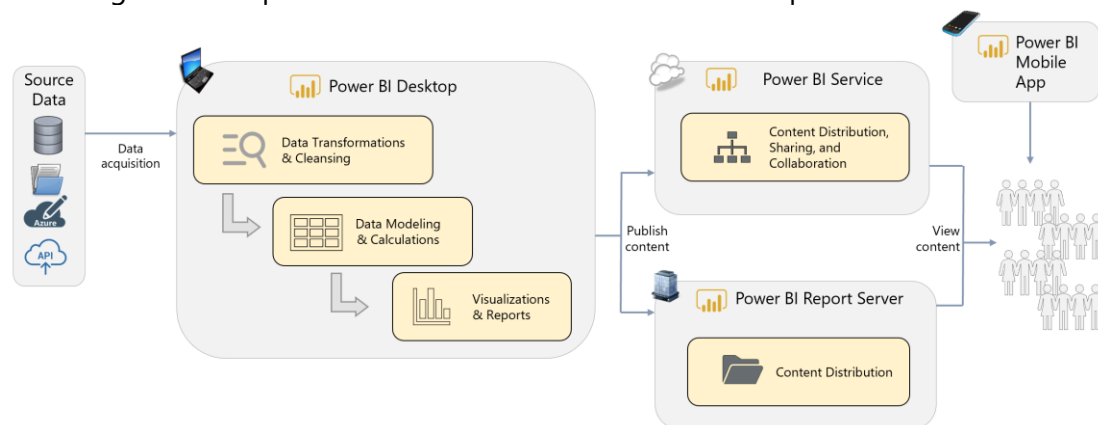 Source
Data
Azure
API
Data
acquisition
Power BI Desktop
Data Transformations
& Cleansing
Data Modeling
& Calculations
Visualizations
& Reports
Publish
content
Power BI Service
Content Distribution,
Sharing, and
Collaboration
Power BI Report Server
Content Distribution
View
content
Power BI
Mobile
App